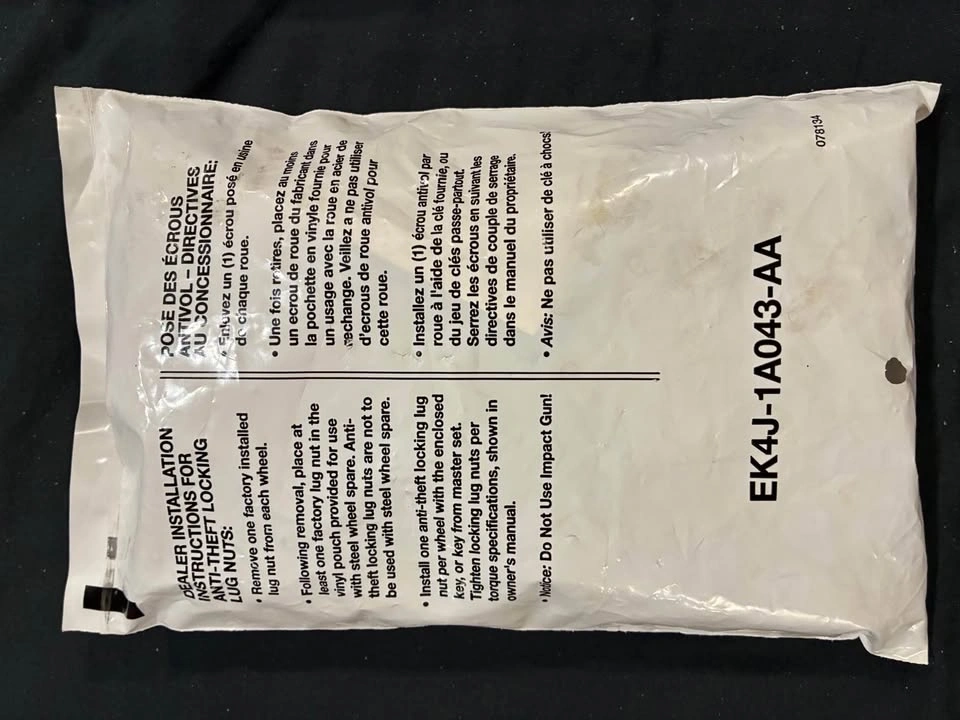 DEALER INSTALLATION
INSTRUCTIONS FOR
ANTI-THEFT LOCKING
LUG NUTS:
• Remove one factory installed
lug nut from each wheel.
• Following removal, place at
least one factory lug nut in the
vinyl pouch provided for use
with steel wheel spare. Anti-
theft locking lug nuts are not to
be used with steel wheel spare.
• Install one anti-theft locking lug
nut per wheel with the enclosed
key, or key from master set.
Tighten locking lug nuts per
torque specifications, shown in
owner's manual.
• Notice: Do Not Use Impact Gun!
POSE DES ÉCROUS
ANTIVOL – DIRECTIVES
AU CONCESSIONNAIRE:
• Enlevez un (1) écrou posé en usine
de chaque roue.
• Une fois retires, placez au moins
un ecrou de roue du fabricant dans
la pochette en vinyle fournie pour
un usage avec la roue en acier de
rechange. Veillez a ne pas utiliser
d'ecrous de roue antivol pour
cette roue.
• Installez un (1) écrou antivol par
roue à l'aide de la clé fournie, ou
du jeu de clés passe-partout.
Serrez les écrous en suivant les
directives de couple de serrage
dans le manuel du propriétaire.
• Avis: Ne pas utiliser de clé à chocs!
EK4J-1A043-AA
078134